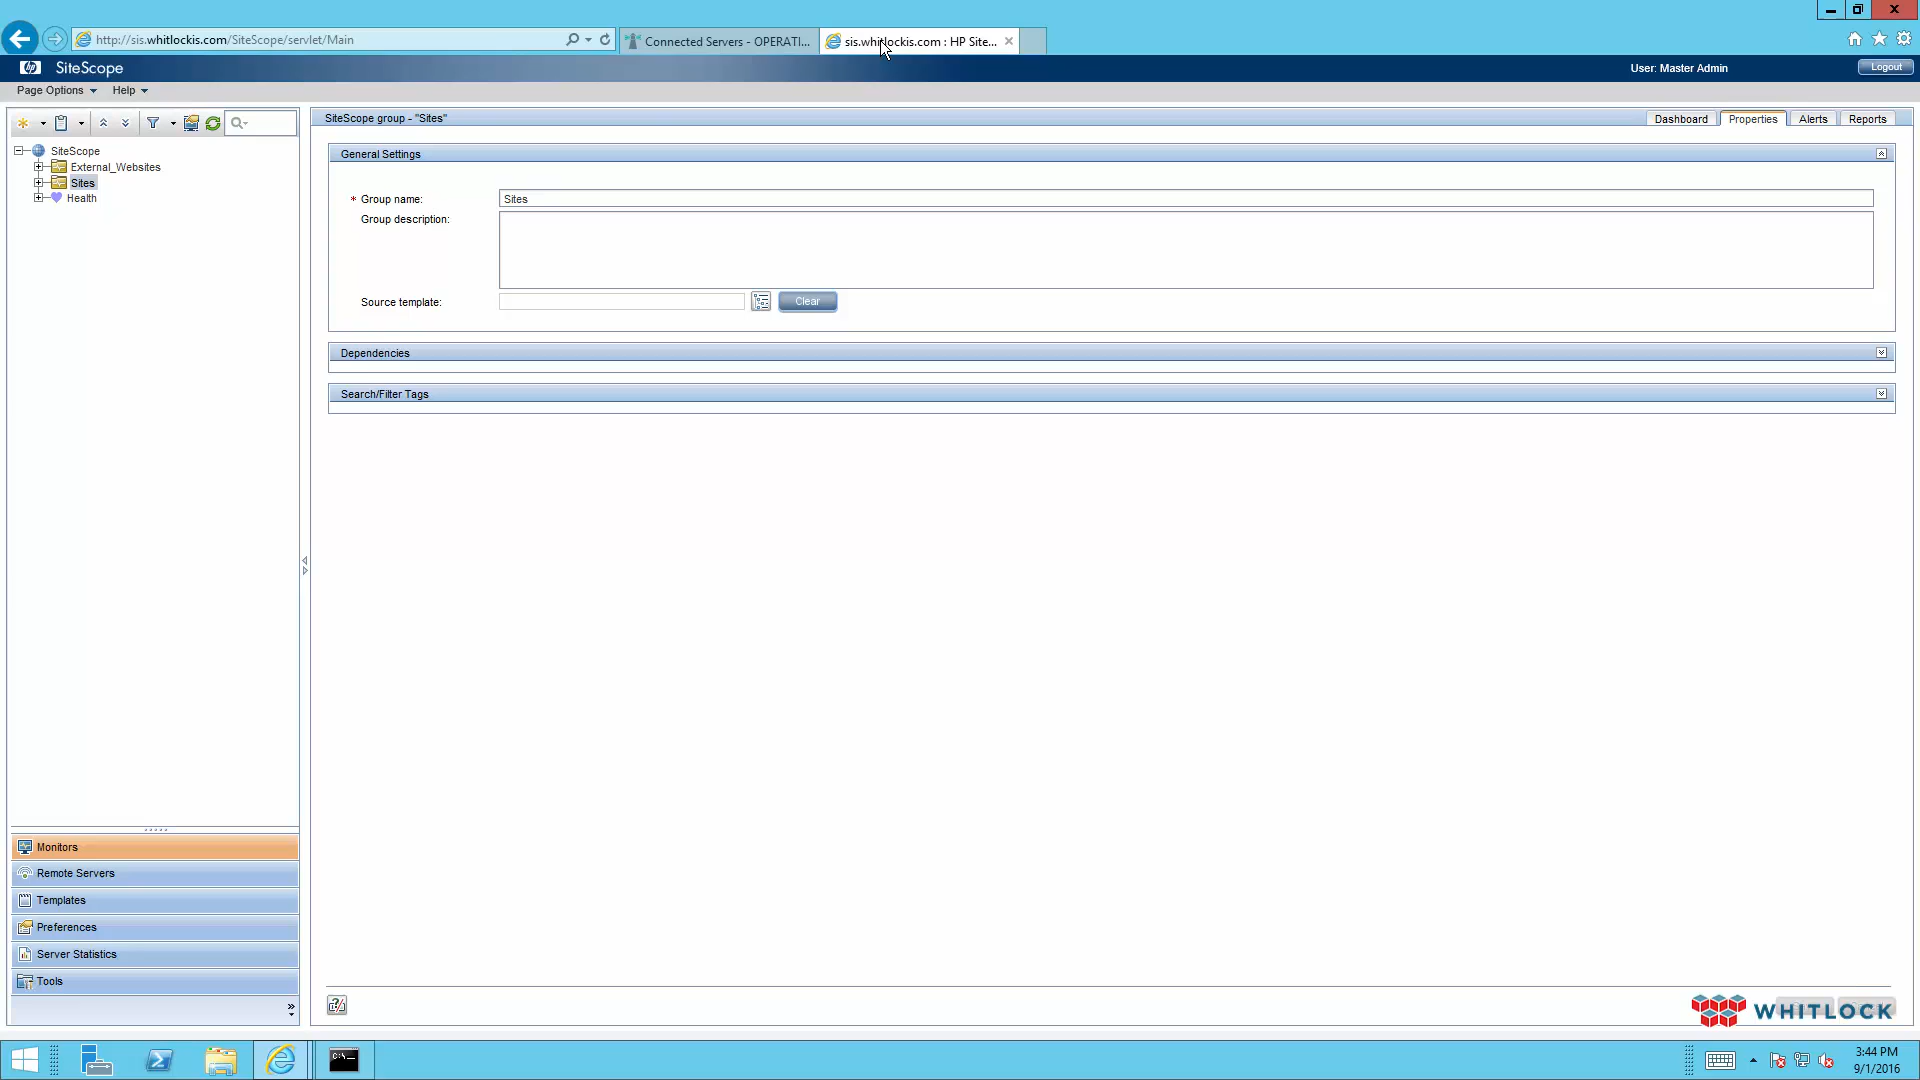 http://sis.whitlockis.com/SiteScope/servlet/Main
Connected Servers - OPERATI...
sis.whitlockis.com : HP Site...
hp
SiteScope
User: Master Admin
Logout
Page Options
Help
SiteScope
External_Websites
Sites
Health
SiteScope group - "Sites"
Dashboard
Properties
Alerts
Reports
General Settings
* Group name:
Sites
Group description:
Source template:
Clear
Dependencies
Search/Filter Tags
Monitors
Remote Servers
Templates
Preferences
Server Statistics
Tools
WHITLOCK
3:44 PM
9/1/2016